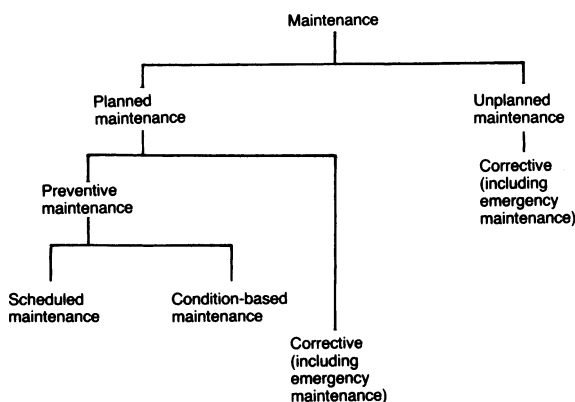 Maintenance
Planned
maintenance
Unplanned
maintenance
Corrective
(including
emergency
maintenance)
Preventive
maintenance
Scheduled
maintenance
Condition-based
maintenance
Corrective
(including
emergency
maintenance)